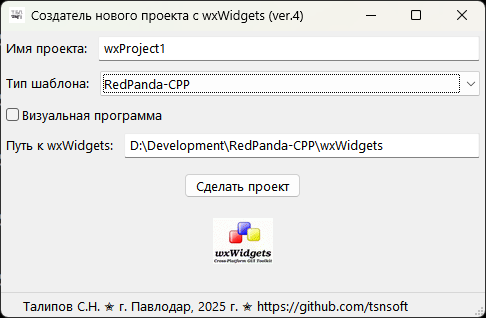 Создатель нового проекта с wxWidgets (ver.4)
Имя проекта: wxProject1
Тип шаблона: RedPanda-CPP
Визуальная программа
Путь к wxWidgets: D:\Development\RedPanda-CPP\wxWidgets
Сделать проект
wxWidgets
Cross-Platform GUI Toolkit
Талипов С.Н. ✭ г. Павлодар, 2025 г. ✭ https://github.com/tsnsoft